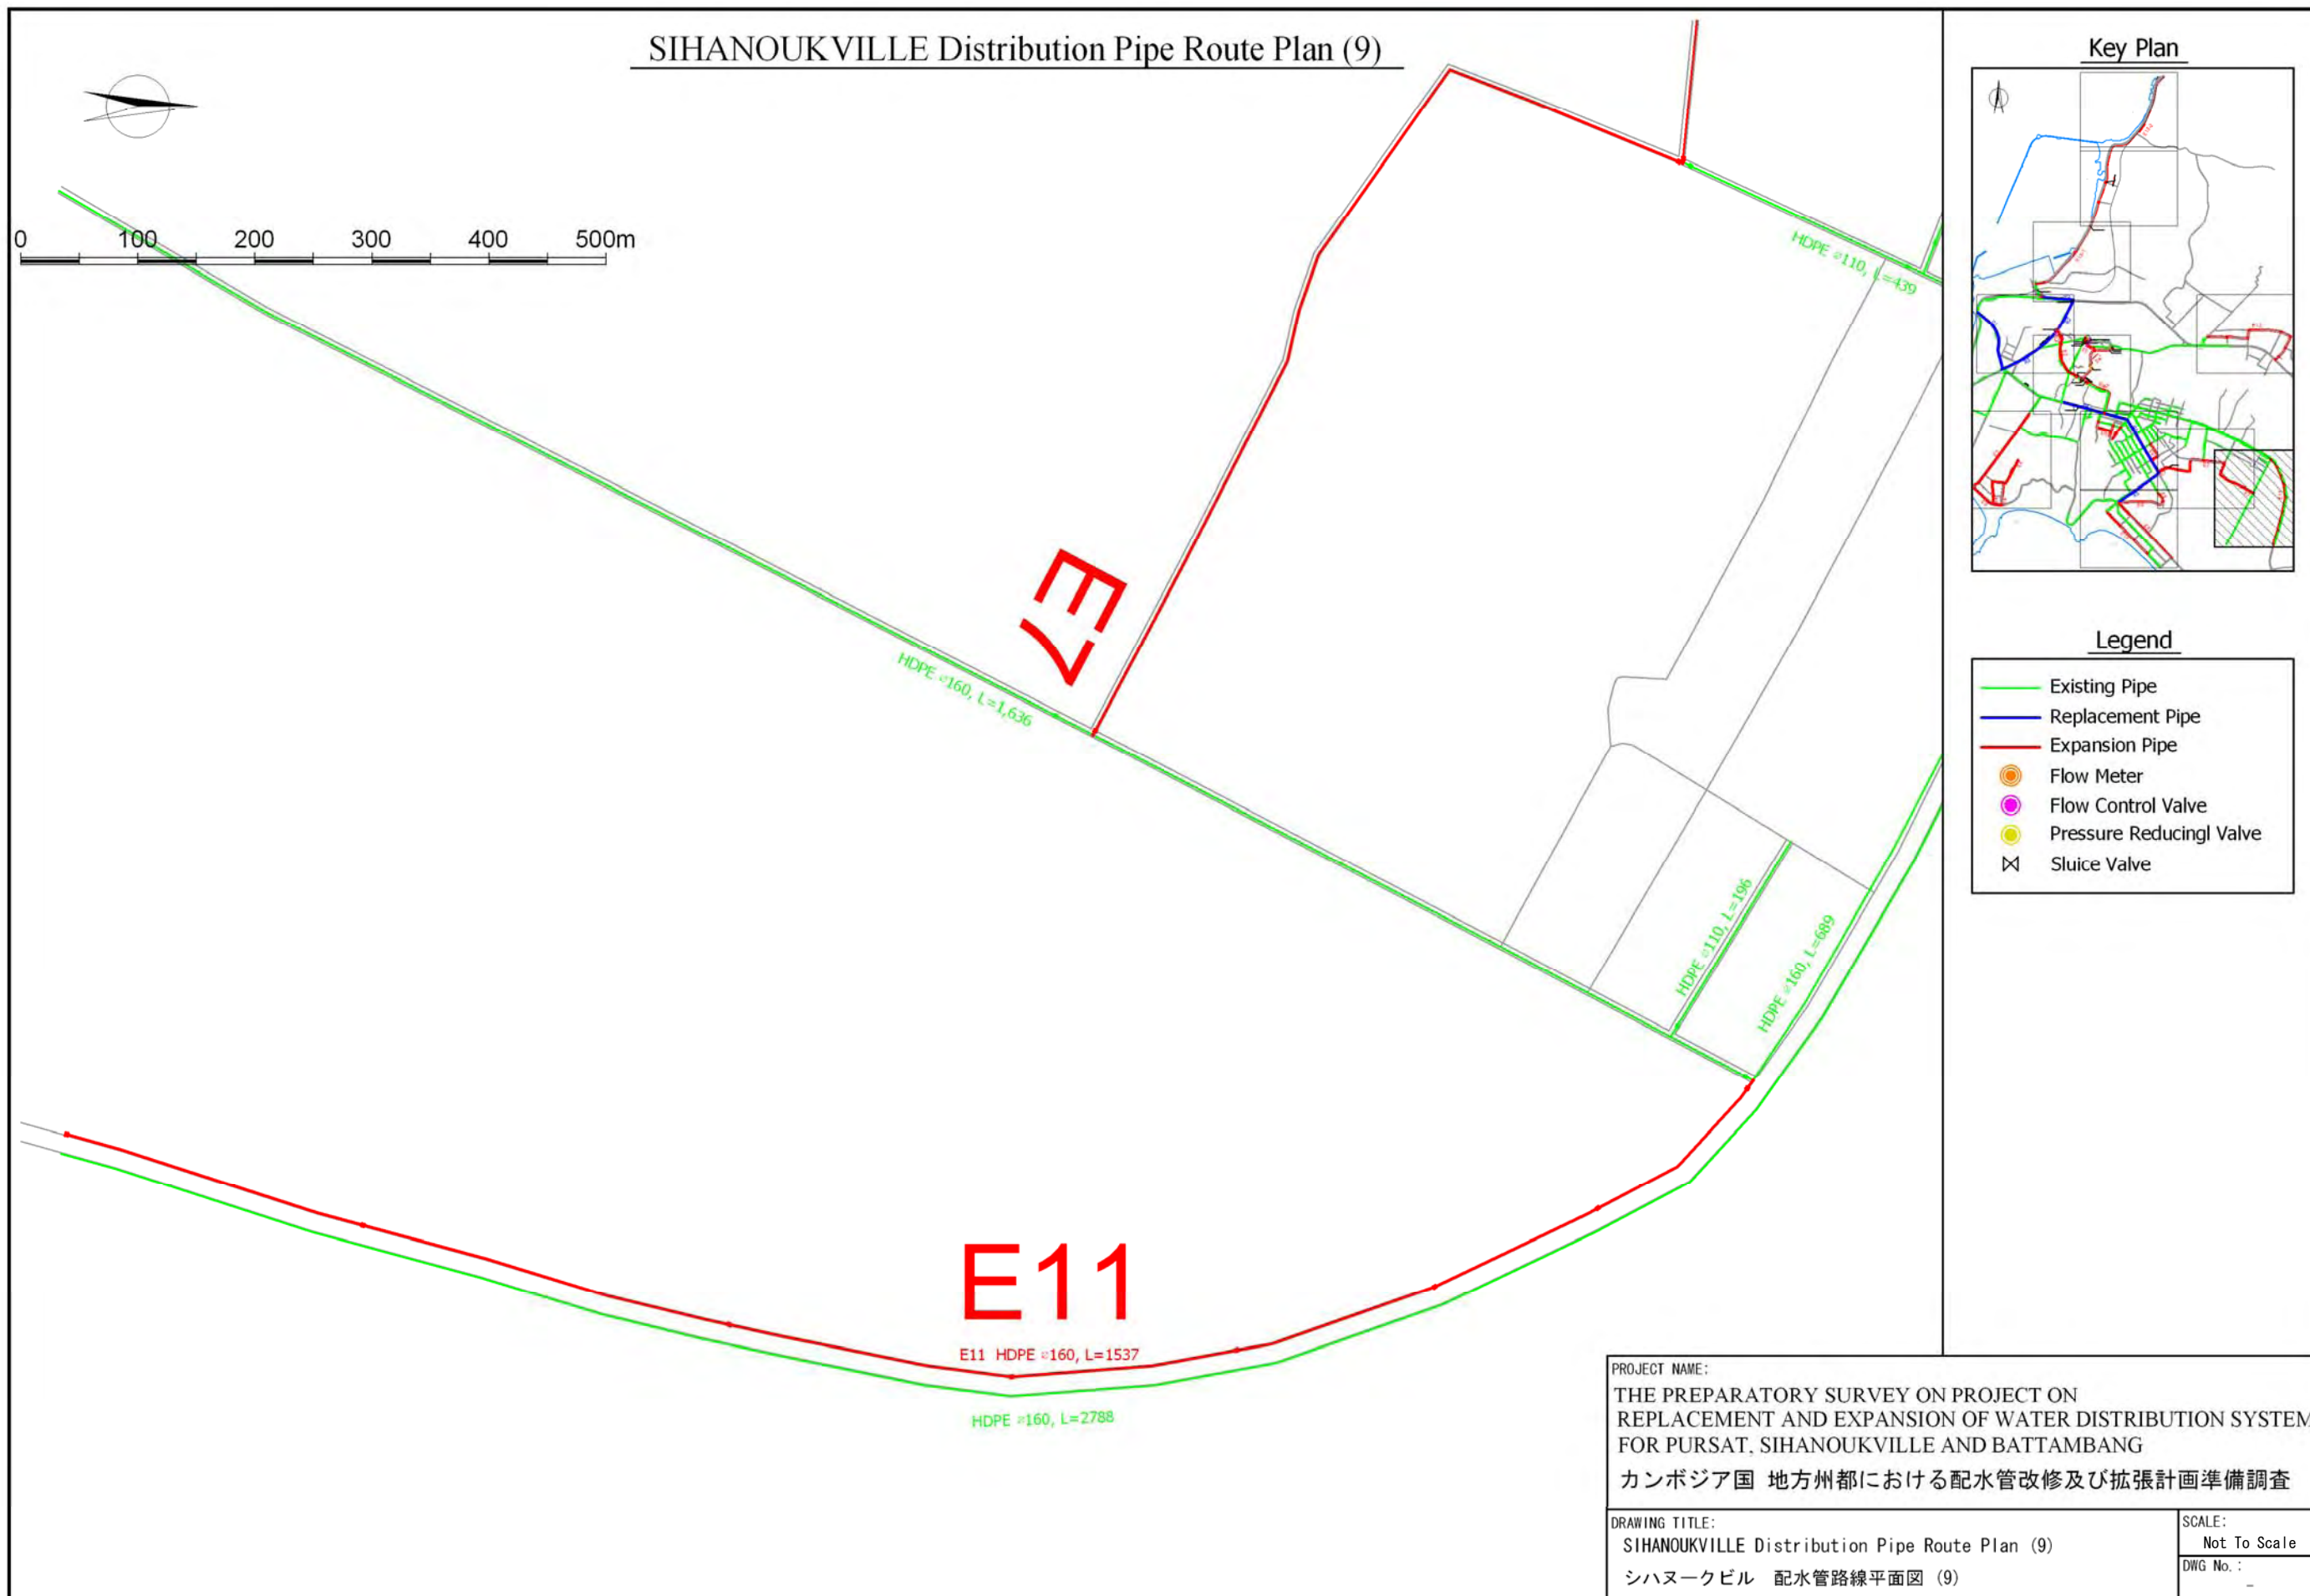 SIHANOUKVILLE Distribution Pipe Route Plan (9)
0 100 200 300 400 500m
HDPE ⌀110, L=439
E7
HDPE ⌀160, L=1,636
HDPE ⌀110, L=196
HDPE ⌀160, L=689
E11
E11 HDPE ⌀160, L=1537
HDPE ⌀160, L=2788
Key Plan
Legend
Existing Pipe
Replacement Pipe
Expansion Pipe
Flow Meter
Flow Control Valve
Pressure Reducingl Valve
Sluice Valve
PROJECT NAME:
THE PREPARATORY SURVEY ON PROJECT ON
REPLACEMENT AND EXPANSION OF WATER DISTRIBUTION SYSTEM
FOR PURSAT, SIHANOUKVILLE AND BATTAMBANG
カンボジア国 地方州都における配水管改修及び拡張計画準備調査
DRAWING TITLE:
SIHANOUKVILLE Distribution Pipe Route Plan (9)
シハヌークビル 配水管路線平面図 (9)
SCALE:
Not To Scale
DWG No.:
-